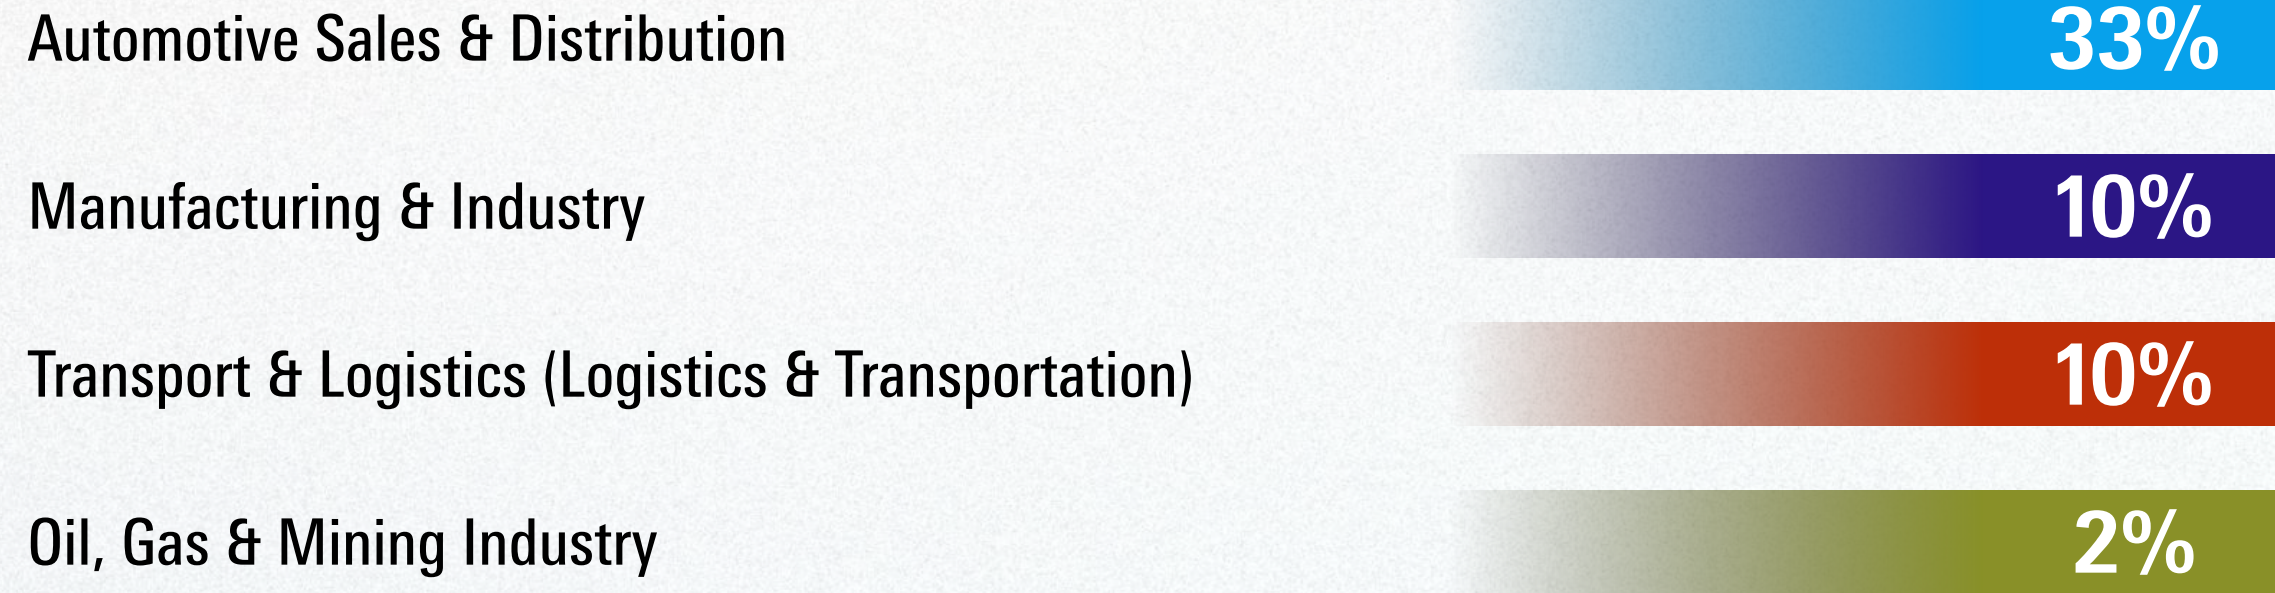 Automotive Sales & Distribution 33%
Manufacturing & Industry 10%
Transport & Logistics (Logistics & Transportation) 10%
Oil, Gas & Mining Industry 2%